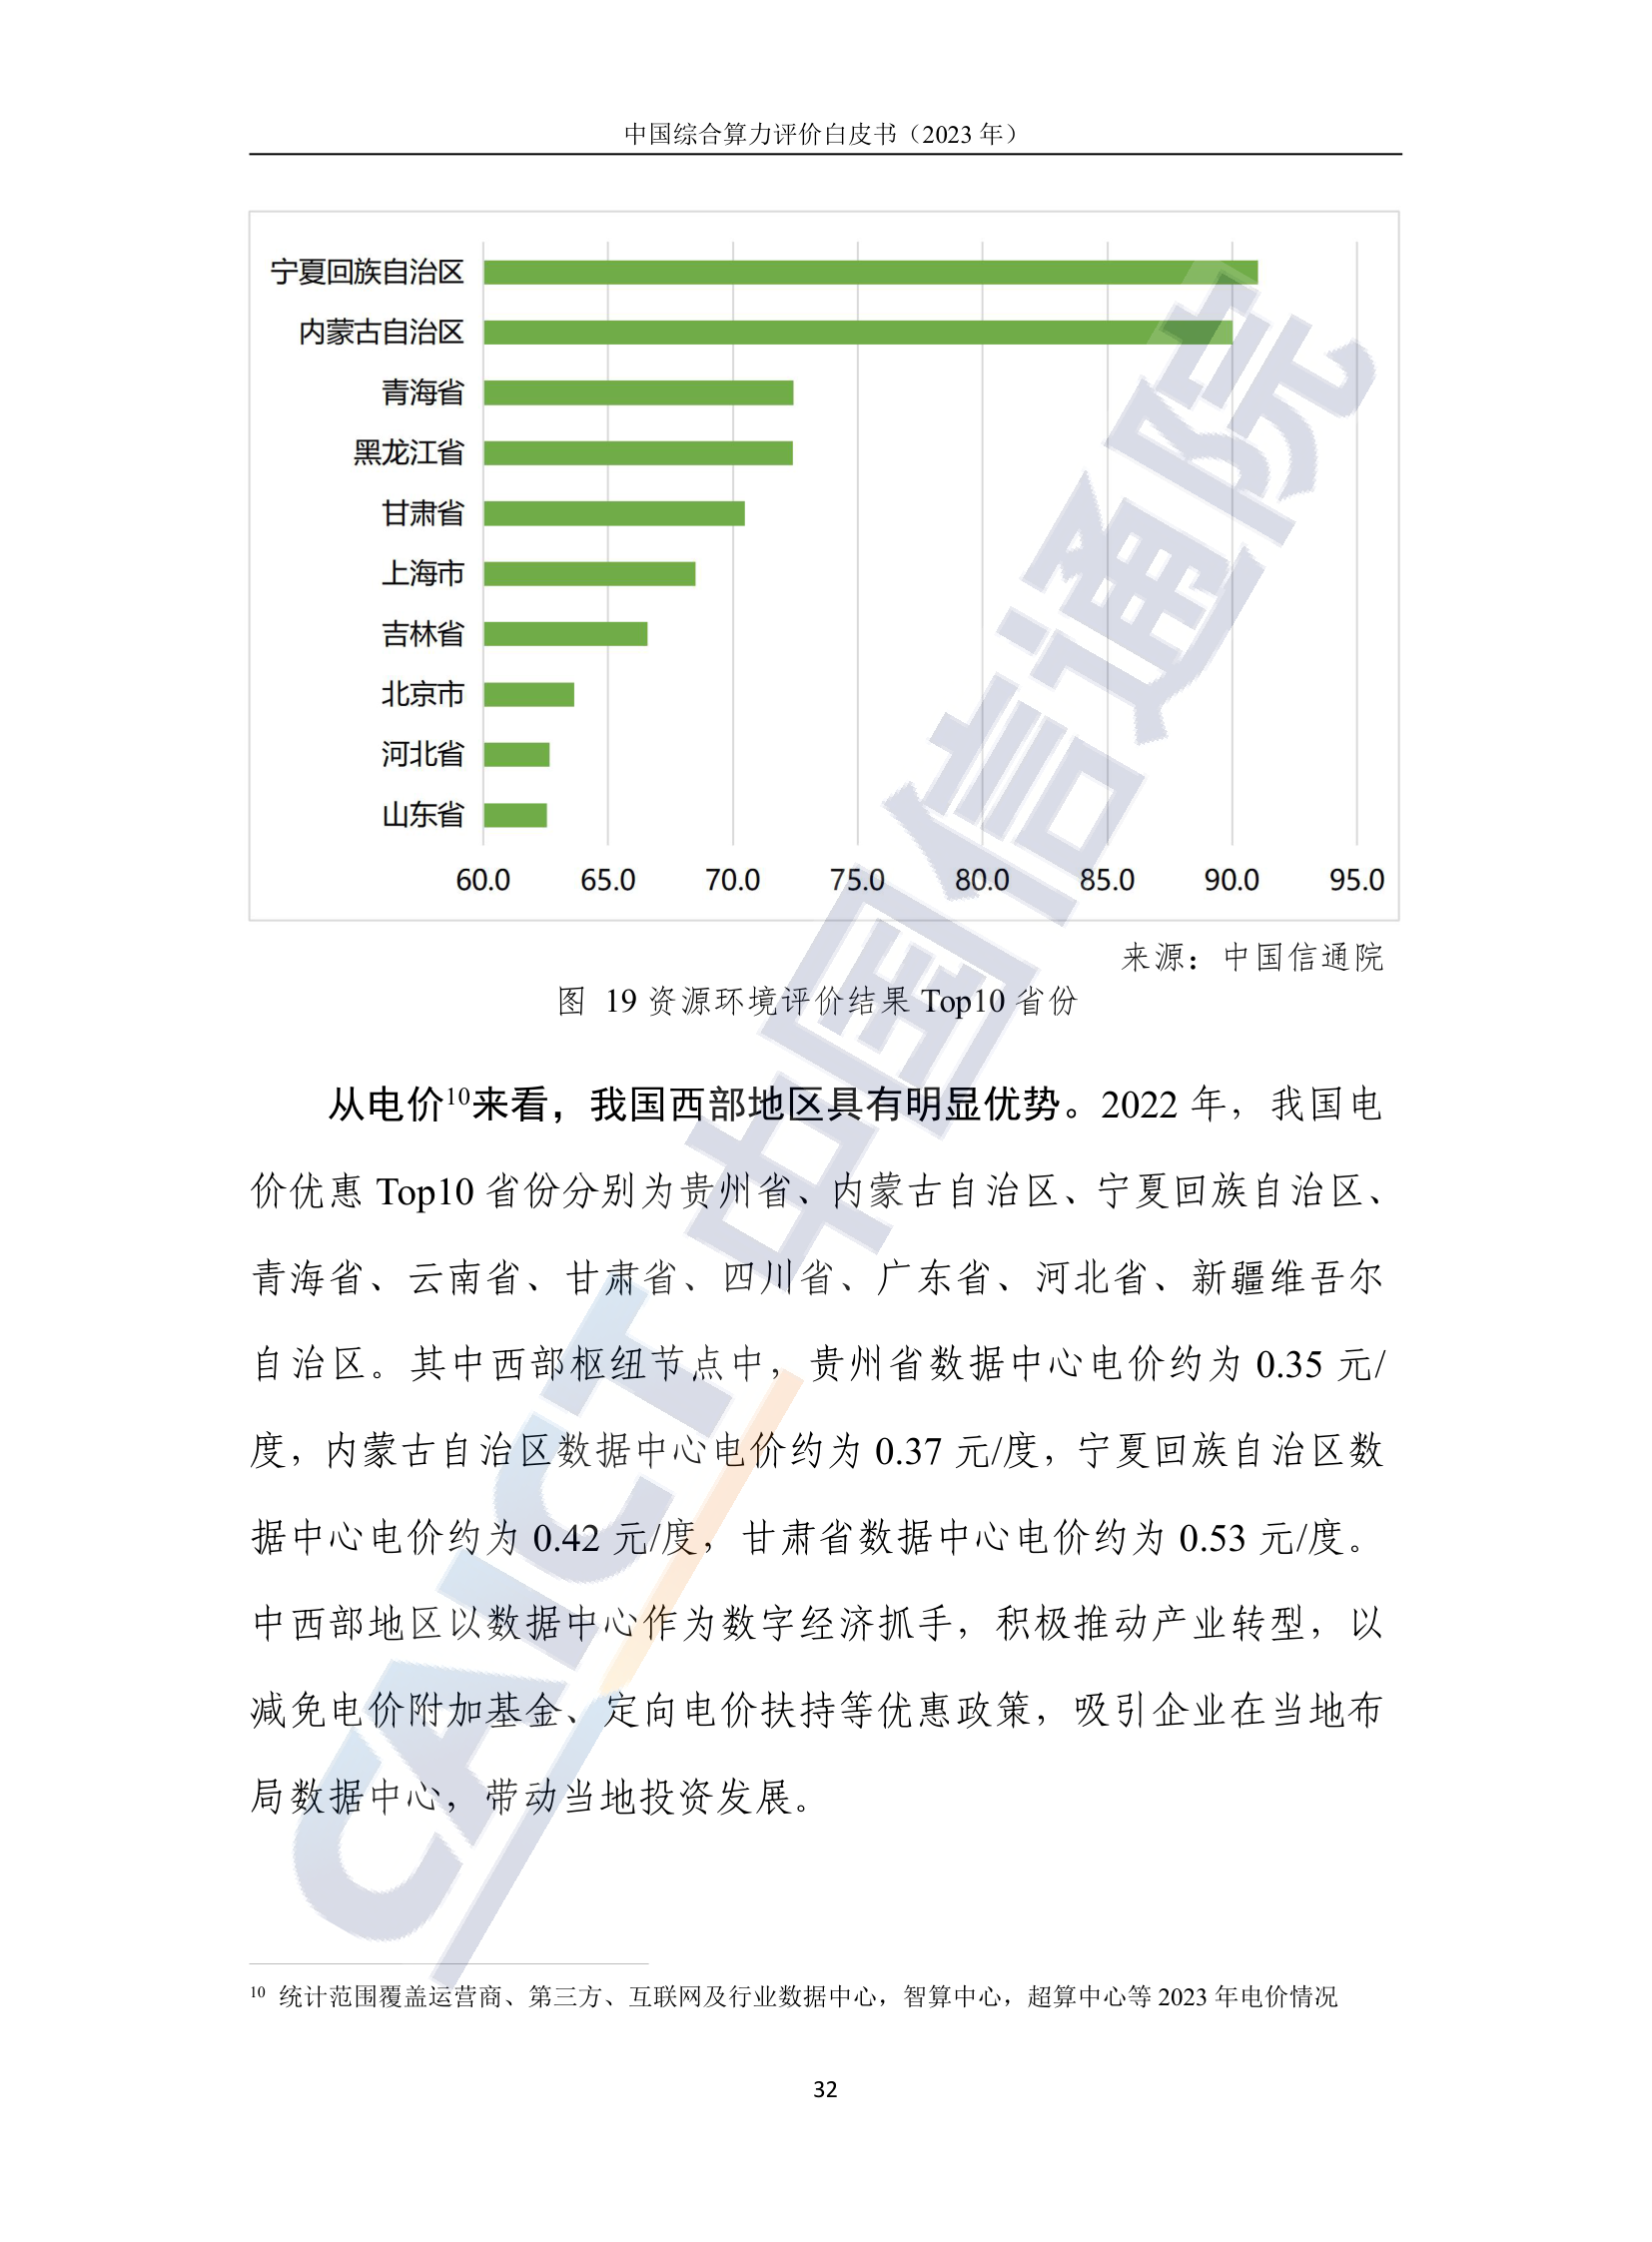 中国综合算力评价白皮书（2023 年）
宁夏回族自治区
内蒙古自治区
青海省
黑龙江省
甘肃省
上海市
吉林省
北京市
河北省
山东省
60.0 65.0 70.0 75.0 80.0 85.0 90.0 95.0
来源：中国信通院
图 19 资源环境评价结果 Top10 省份
从电价10来看，我国西部地区具有明显优势。2022 年，我国电
价优惠 Top10 省份分别为贵州省、内蒙古自治区、宁夏回族自治区、
青海省、云南省、甘肃省、四川省、广东省、河北省、新疆维吾尔
自治区。其中西部枢纽节点中，贵州省数据中心电价约为 0.35 元/
度，内蒙古自治区数据中心电价约为 0.37 元/度，宁夏回族自治区数
据中心电价约为 0.42 元/度，甘肃省数据中心电价约为 0.53 元/度。
中西部地区以数据中心作为数字经济抓手，积极推动产业转型，以
减免电价附加基金、定向电价扶持等优惠政策，吸引企业在当地布
局数据中心，带动当地投资发展。
10 统计范围覆盖运营商、第三方、互联网及行业数据中心，智算中心，超算中心等 2023 年电价情况
32
CAICT 中国信通院